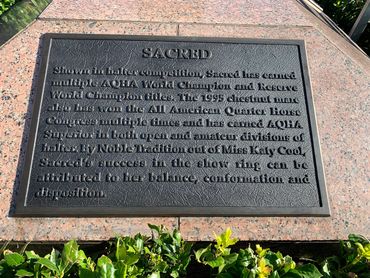 SACRED
Shown in halter competition, Sacred has earned
multiple AQHA World Champion and Reserve
World Champion titles. The 1995 chestnut mare
also has won the All American Quarter Horse
Congress multiple times and has earned AQHA
Superior in both open and amateur divisions of
halter. By Noble Tradition out of Miss Katy Cool,
Sacred's success in the show ring can be
attributed to her balance, conformation and
disposition.